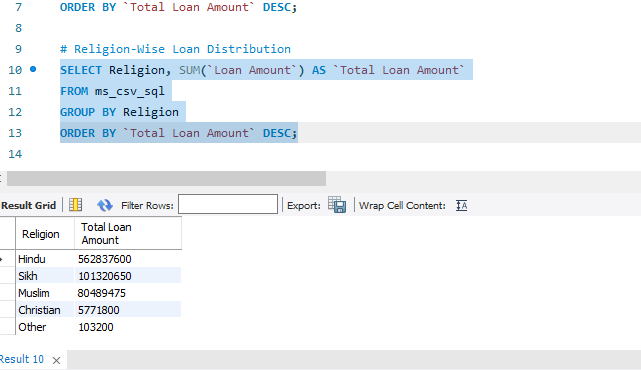 7 ORDER BY `Total Loan Amount` DESC;
8
9 # Religion-Wise Loan Distribution
10 SELECT Religion, SUM(`Loan Amount`) AS `Total Loan Amount`
11 FROM ms_csv_sql
12 GROUP BY Religion
13 ORDER BY `Total Loan Amount` DESC;
14
Result Grid Filter Rows: Export: Wrap Cell Content:
Religion Total Loan
Amount
Hindu 562837600
Sikh 101320650
Muslim 80489475
Christian 5771800
Other 103200
Result 10